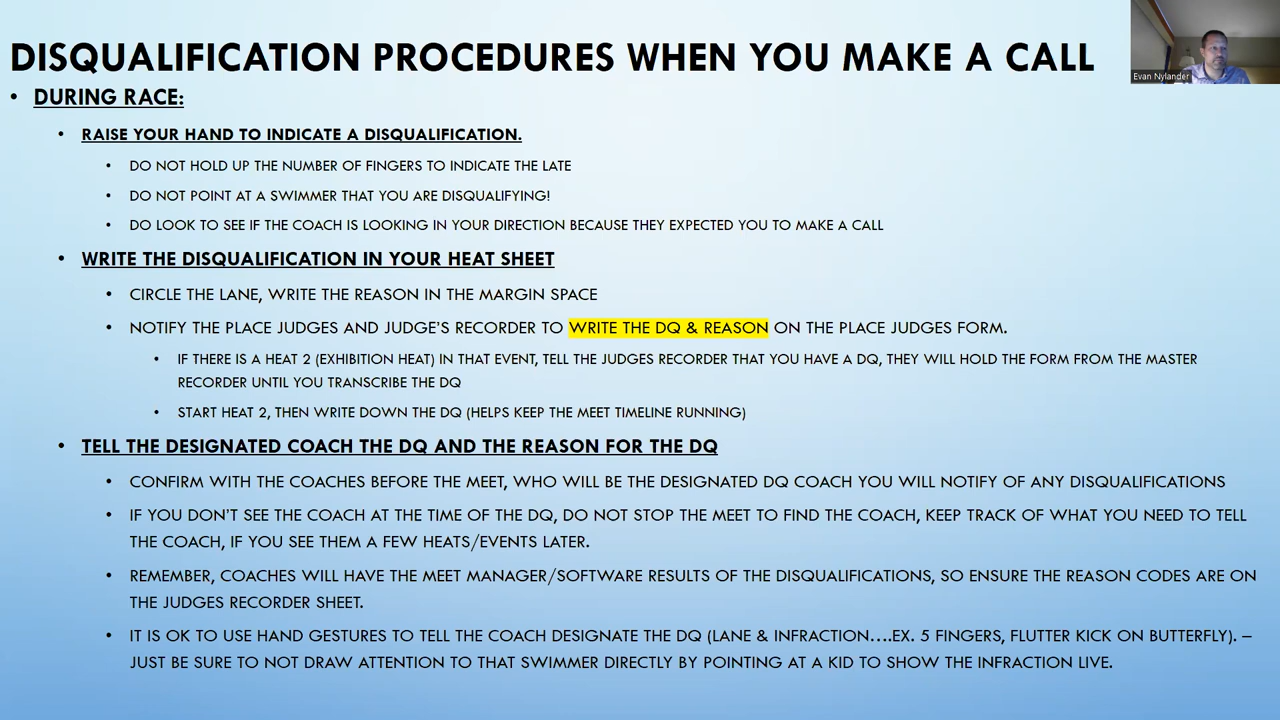 DISQUALIFICATION PROCEDURES WHEN YOU MAKE A CALL
Evan Nylander
• DURING RACE:
• RAISE YOUR HAND TO INDICATE A DISQUALIFICATION.
• DO NOT HOLD UP THE NUMBER OF FINGERS TO INDICATE THE LATE
• DO NOT POINT AT A SWIMMER THAT YOU ARE DISQUALIFYING!
• DO LOOK TO SEE IF THE COACH IS LOOKING IN YOUR DIRECTION BECAUSE THEY EXPECTED YOU TO MAKE A CALL
• WRITE THE DISQUALIFICATION IN YOUR HEAT SHEET
• CIRCLE THE LANE, WRITE THE REASON IN THE MARGIN SPACE
• NOTIFY THE PLACE JUDGES AND JUDGE'S RECORDER TO WRITE THE DQ & REASON ON THE PLACE JUDGES FORM.
• IF THERE IS A HEAT 2 (EXHIBITION HEAT) IN THAT EVENT, TELL THE JUDGES RECORDER THAT YOU HAVE A DQ, THEY WILL HOLD THE FORM FROM THE MASTER
RECORDER UNTIL YOU TRANSCRIBE THE DQ
• START HEAT 2, THEN WRITE DOWN THE DQ (HELPS KEEP THE MEET TIMELINE RUNNING)
• TELL THE DESIGNATED COACH THE DQ AND THE REASON FOR THE DQ
• CONFIRM WITH THE COACHES BEFORE THE MEET, WHO WILL BE THE DESIGNATED DQ COACH YOU WILL NOTIFY OF ANY DISQUALIFICATIONS
• IF YOU DON'T SEE THE COACH AT THE TIME OF THE DQ, DO NOT STOP THE MEET TO FIND THE COACH, KEEP TRACK OF WHAT YOU NEED TO TELL
THE COACH, IF YOU SEE THEM A FEW HEATS/EVENTS LATER.
• REMEMBER, COACHES WILL HAVE THE MEET MANAGER/SOFTWARE RESULTS OF THE DISQUALIFICATIONS, SO ENSURE THE REASON CODES ARE ON
THE JUDGES RECORDER SHEET.
• IT IS OK TO USE HAND GESTURES TO TELL THE COACH DESIGNATE THE DQ (LANE & INFRACTION....EX. 5 FINGERS, FLUTTER KICK ON BUTTERFLY). –
JUST BE SURE TO NOT DRAW ATTENTION TO THAT SWIMMER DIRECTLY BY POINTING AT A KID TO SHOW THE INFRACTION LIVE.